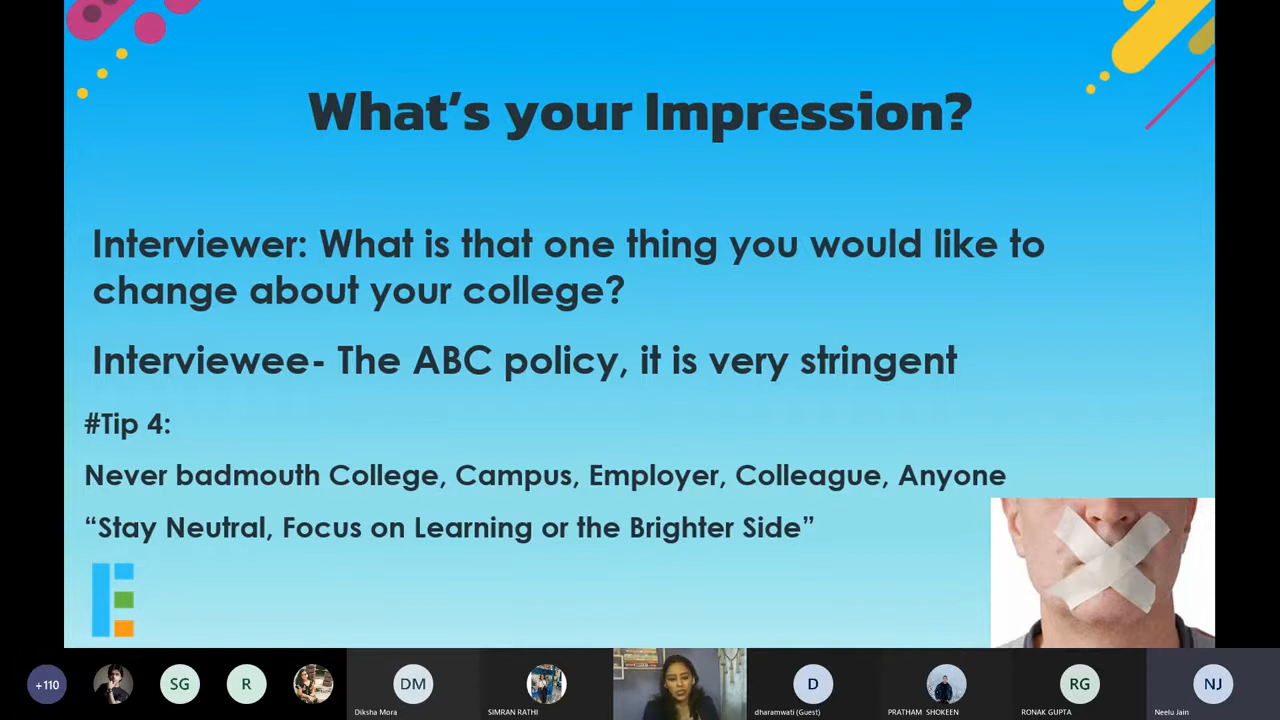 What's your Impression?
Interviewer: What is that one thing you would like to
change about your college?
Interviewee- The ABC policy, it is very stringent
#Tip 4:
Never badmouth College, Campus, Employer, Colleague, Anyone
“Stay Neutral, Focus on Learning or the Brighter Side”
+110
SG
R
DM
D
RG
NJ
Diksha Mora
SIMRAN RATHI
dharamwati (Guest)
PRATHAM SHOKEEN
RONAK GUPTA
Neelu Jain